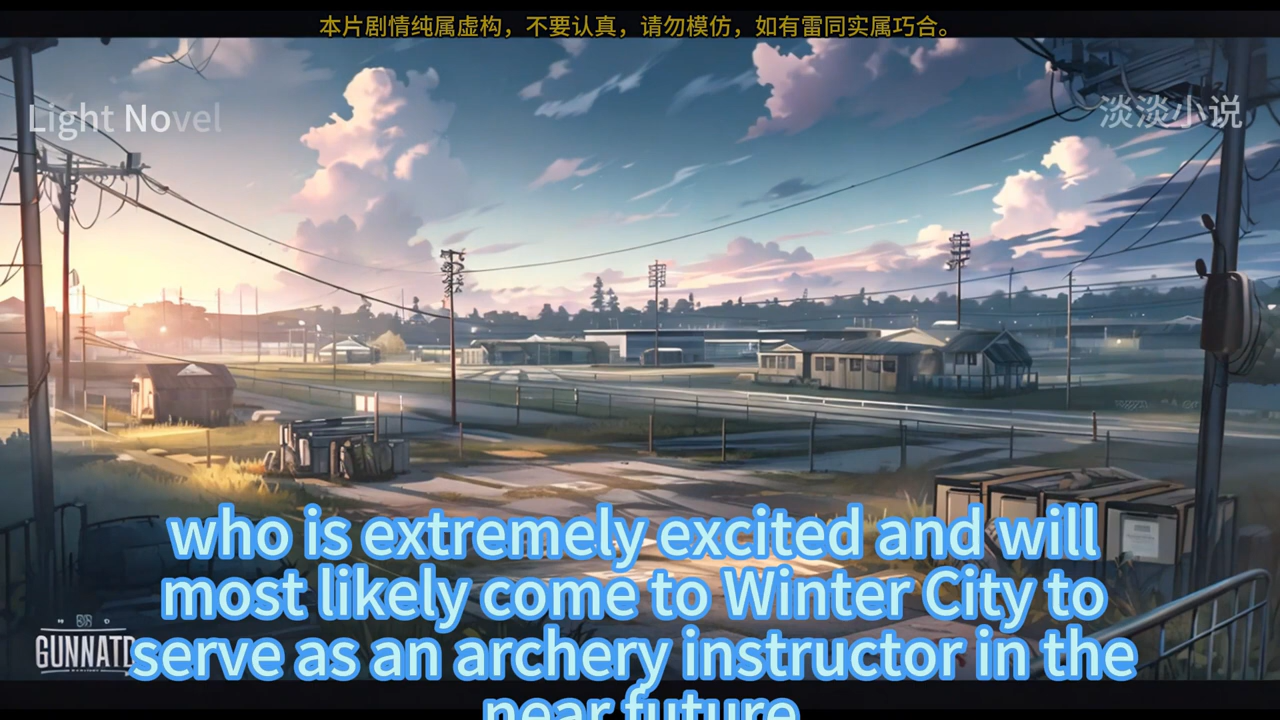 本片剧情纯属虚构，不要认真，请勿模仿，如有雷同实属巧合。
Light Novel
淡淡小说
who is extremely excited and will
most likely come to Winter City to
serve as an archery instructor in the
near future
GUNNATD